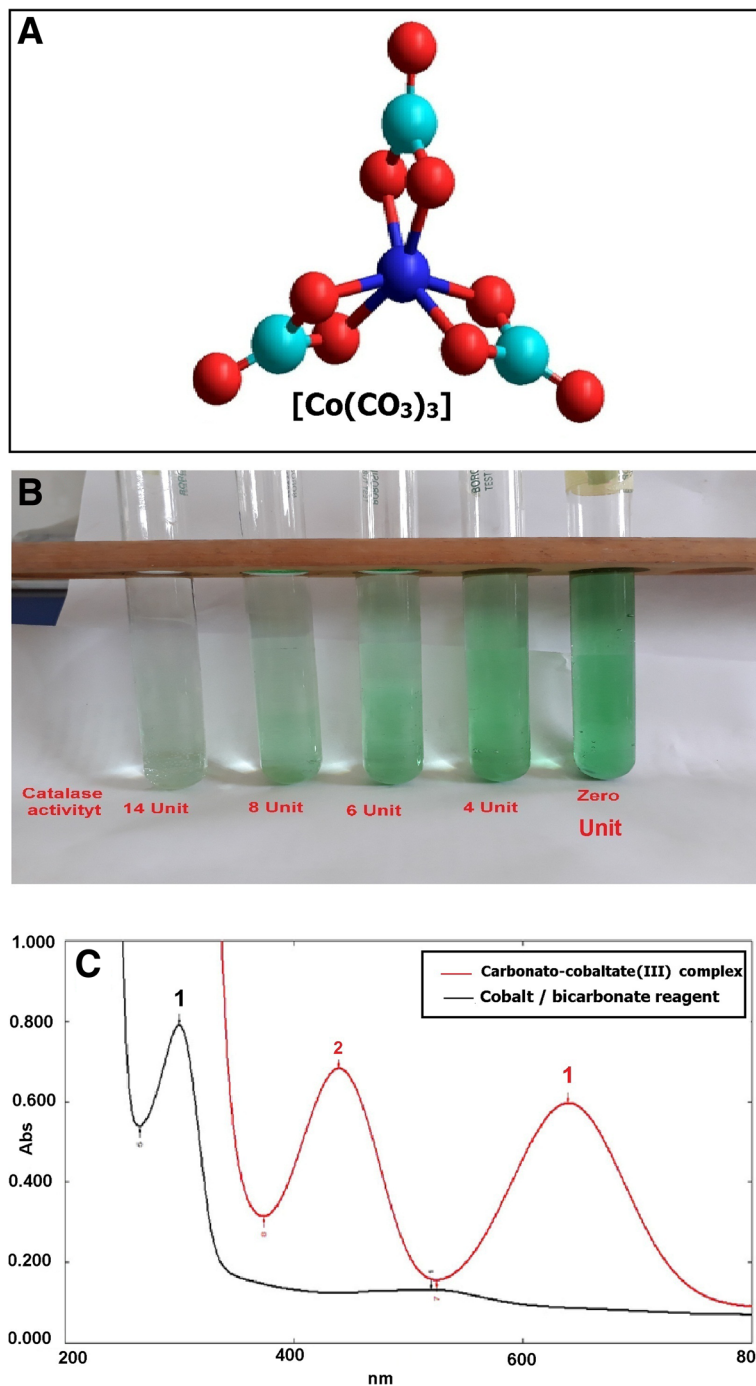 A
[Co(CO₃)₃]
B
Catalase activityt
14 Unit
8 Unit
6 Unit
4 Unit
Zero Unit
C
Carbonato-cobaltate(III) complex
Cobalt / bicarbonate reagent
1
2
1
1.000
0.800
0.600
0.400
0.200
0.000
Abs
200
400
600
80
nm